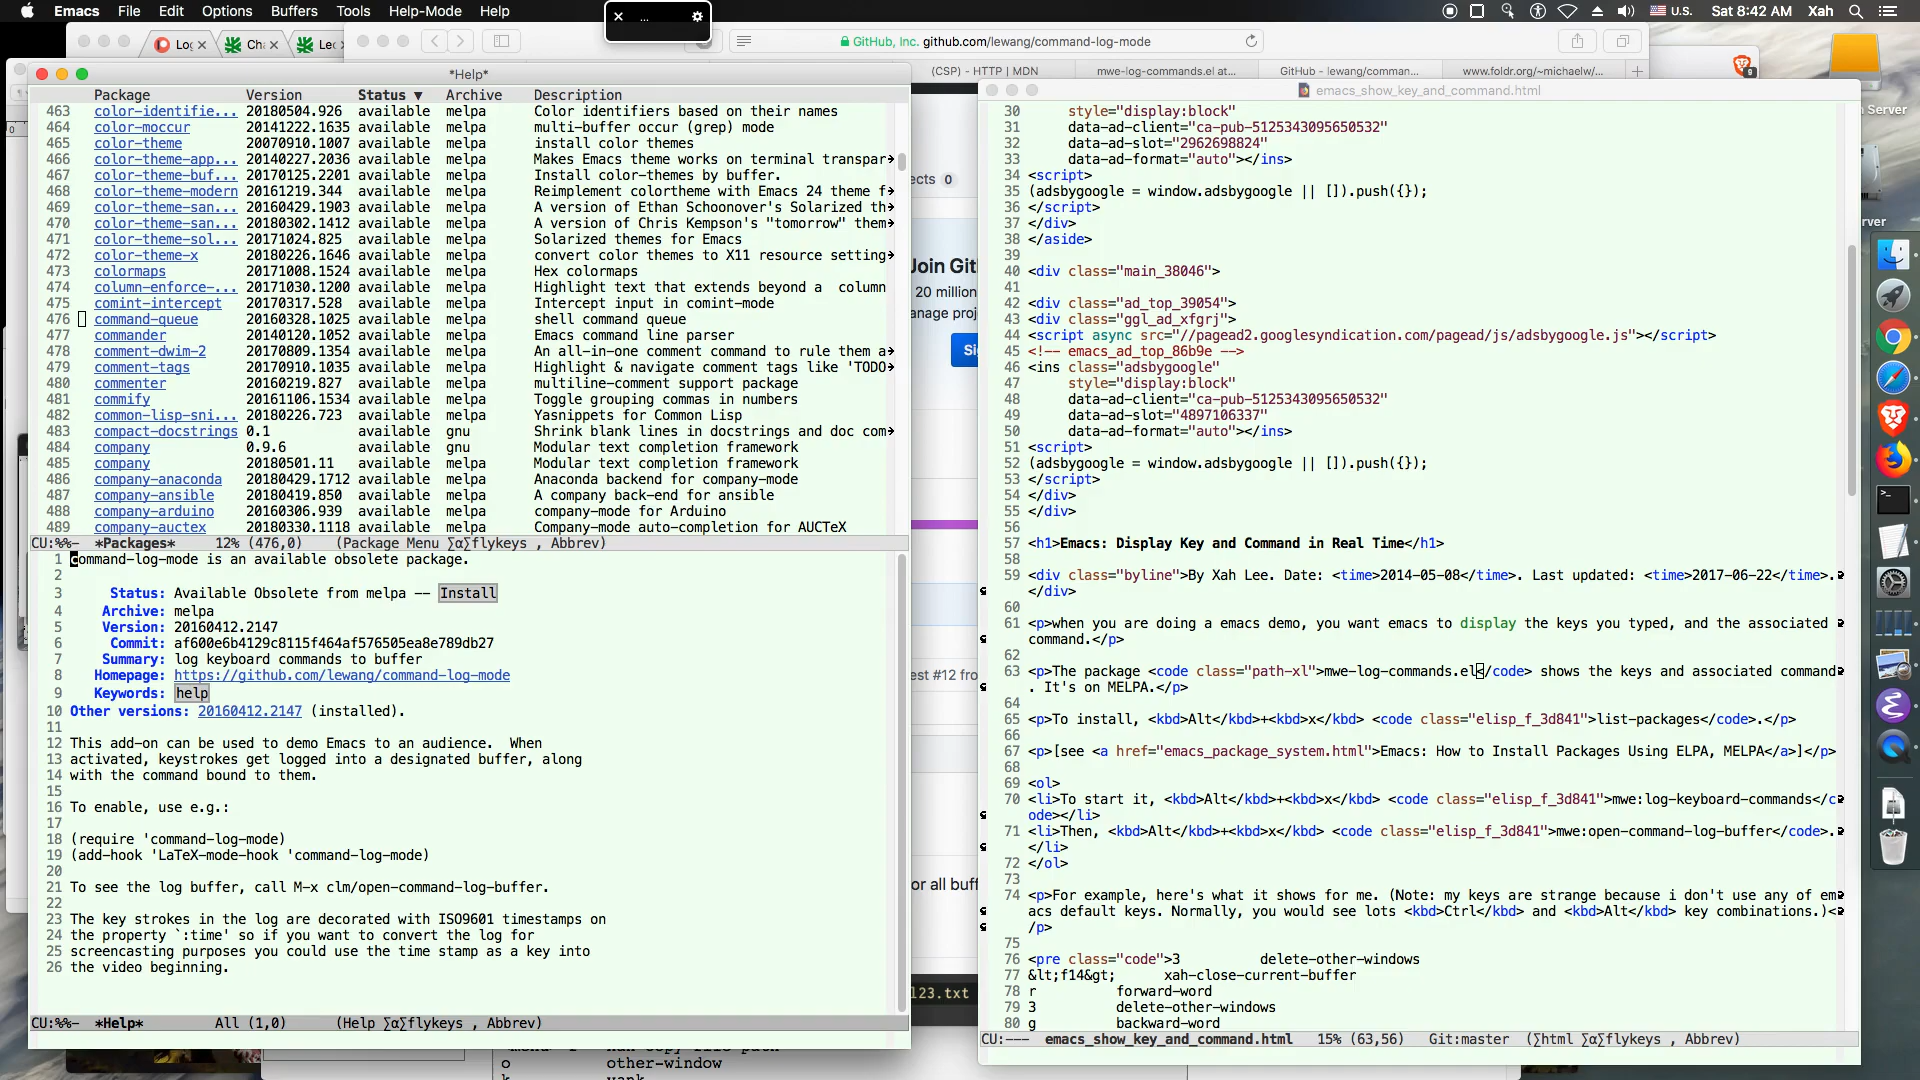 Emacs File Edit Options Buffers Tools Help-Mode Help
× ...
U.S. Sat 8:42 AM Xah
Log × Cha × Lec
GitHub, Inc. github.com/lewang/command-log-mode
(CSP) - HTTP | MDN mwe-log-commands.el at... GitHub - lewang/comman... www.foldr.org/~michaelw/...
*Help*
Package Version Status ▼ Archive Description
463 color-identifie... 20180504.926 available melpa Color identifiers based on their names
464 color-moccur 20141222.1635 available melpa multi-buffer occur (grep) mode
465 color-theme 20070910.1007 available melpa install color themes
466 color-theme-app... 20140227.2036 available melpa Makes Emacs theme works on terminal transpar
467 color-theme-buf... 20170125.2201 available melpa Install color-themes by buffer.
468 color-theme-modern 20161219.344 available melpa Reimplement colortheme with Emacs 24 theme f
469 color-theme-san... 20160429.1903 available melpa A version of Ethan Schoonover's Solarized th
470 color-theme-san... 20180302.1412 available melpa A version of Chris Kempson's "tomorrow" them
471 color-theme-sol... 20171024.825 available melpa Solarized themes for Emacs
472 color-theme-x 20180226.1646 available melpa convert color themes to X11 resource setting
473 colormaps 20171008.1524 available melpa Hex colormaps
474 column-enforce-... 20171030.1200 available melpa Highlight text that extends beyond a column
475 comint-intercept 20170317.528 available melpa Intercept input in comint-mode
476 command-queue 20160328.1025 available melpa shell command queue
477 commander 20140120.1052 available melpa Emacs command line parser
478 comment-dwim-2 20170809.1354 available melpa An all-in-one comment command to rule them a
479 comment-tags 20170910.1035 available melpa Highlight & navigate comment tags like 'TODO
480 commenter 20160219.827 available melpa multiline-comment support package
481 commify 20161106.1534 available melpa Toggle grouping commas in numbers
482 common-lisp-sni... 20180226.723 available melpa Yasnippets for Common Lisp
483 compact-docstrings 0.1 available gnu Shrink blank lines in docstrings and doc com
484 company 0.9.6 available gnu Modular text completion framework
485 company 20180501.11 available melpa Modular text completion framework
486 company-anaconda 20180429.1712 available melpa Anaconda backend for company-mode
487 company-ansible 20180419.850 available melpa A company back-end for ansible
488 company-arduino 20160306.939 available melpa company-mode for Arduino
489 company-auctex 20180330.1118 available melpa Company-mode auto-completion for AUCTeX
CU:%%- *Packages* 12% (476,0) (Package Menu ∑α∑flykeys , Abbrev)
1 command-log-mode is an available obsolete package.
2
3 Status: Available Obsolete from melpa -- Install
4 Archive: melpa
5 Version: 20160412.2147
6 Commit: af600e6b4129c8115f464af576505ea8e789db27
7 Summary: log keyboard commands to buffer
8 Homepage: https://github.com/lewang/command-log-mode
9 Keywords: help
10 Other versions: 20160412.2147 (installed).
11
12 This add-on can be used to demo Emacs to an audience. When
13 activated, keystrokes get logged into a designated buffer, along
14 with the command bound to them.
15
16 To enable, use e.g.:
17
18 (require 'command-log-mode)
19 (add-hook 'LaTeX-mode-hook 'command-log-mode)
20
21 To see the log buffer, call M-x clm/open-command-log-buffer.
22
23 The key strokes in the log are decorated with ISO9601 timestamps on
24 the property `:time' so if you want to convert the log for
25 screencasting purposes you could use the time stamp as a key into
26 the video beginning.
CU:%%- *Help* All (1,0) (Help ∑α∑flykeys , Abbrev)
ects 0
Join Git
20 million
anage proj
Si
est #12 fro
or all buff
l23.txt
other-window
yank
emacs_show_key_and_command.html
30 style="display:block"
31 data-ad-client="ca-pub-5125343095650532"
32 data-ad-slot="2962698824"
33 data-ad-format="auto"></ins>
34 <script>
35 (adsbygoogle = window.adsbygoogle || []).push({});
36 </script>
37 </div>
38 </aside>
39
40 <div class="main_38046">
41
42 <div class="ad_top_39054">
43 <div class="ggl_ad_xfgrj">
44 <script async src="//pagead2.googlesyndication.com/pagead/js/adsbygoogle.js"></script>
45 <!-- emacs_ad_top_86b9e -->
46 <ins class="adsbygoogle"
47 style="display:block"
48 data-ad-client="ca-pub-5125343095650532"
49 data-ad-slot="4897106337"
50 data-ad-format="auto"></ins>
51 <script>
52 (adsbygoogle = window.adsbygoogle || []).push({});
53 </script>
54 </div>
55 </div>
56
57 <h1>Emacs: Display Key and Command in Real Time</h1>
58
59 <div class="byline">By Xah Lee. Date: <time>2014-05-08</time>. Last updated: <time>2017-06-22</time>.
</div>
60
61 <p>when you are doing a emacs demo, you want emacs to display the keys you typed, and the associated
command.</p>
62
63 <p>The package <code class="path-xl">mwe-log-commands.el</code> shows the keys and associated command
. It's on MELPA.</p>
64
65 <p>To install, <kbd>Alt</kbd>+<kbd>x</kbd> <code class="elisp_f_3d841">list-packages</code>.</p>
66
67 <p>[see <a href="emacs_package_system.html">Emacs: How to Install Packages Using ELPA, MELPA</a>]</p>
68
69 <ol>
70 <li>To start it, <kbd>Alt</kbd>+<kbd>x</kbd> <code class="elisp_f_3d841">mwe:log-keyboard-commands</c
ode></li>
71 <li>Then, <kbd>Alt</kbd>+<kbd>x</kbd> <code class="elisp_f_3d841">mwe:open-command-log-buffer</code>.
</li>
72 </ol>
73
74 <p>For example, here's what it shows for me. (Note: my keys are strange because i don't use any of em
acs default keys. Normally, you would see lots <kbd>Ctrl</kbd> and <kbd>Alt</kbd> key combinations.)<
/p>
75
76 <pre class="code">3 delete-other-windows
77 &lt;f14&gt; xah-close-current-buffer
78 r forward-word
79 3 delete-other-windows
80 g backward-word
CU:--- emacs_show_key_and_command.html 15% (63,56) Git:master (∑html ∑α∑flykeys , Abbrev)
Server
rver